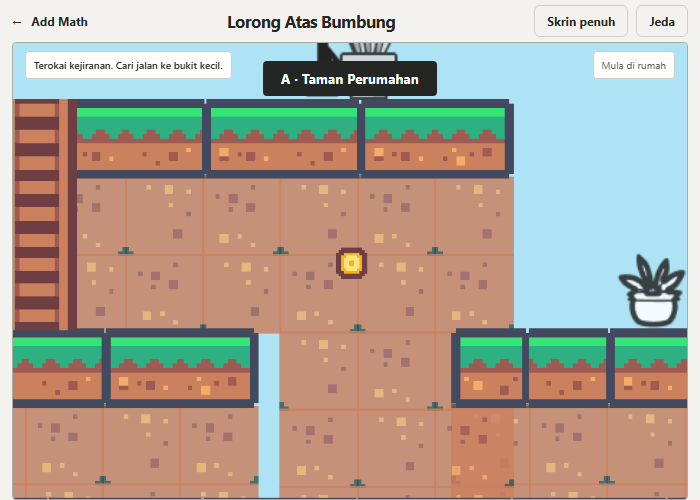 ← Add Math
Lorong Atas Bumbung
Skrin penuh
Jeda
Terokai kejiranan. Cari jalan ke bukit kecil.
A · Taman Perumahan
Mula di rumah